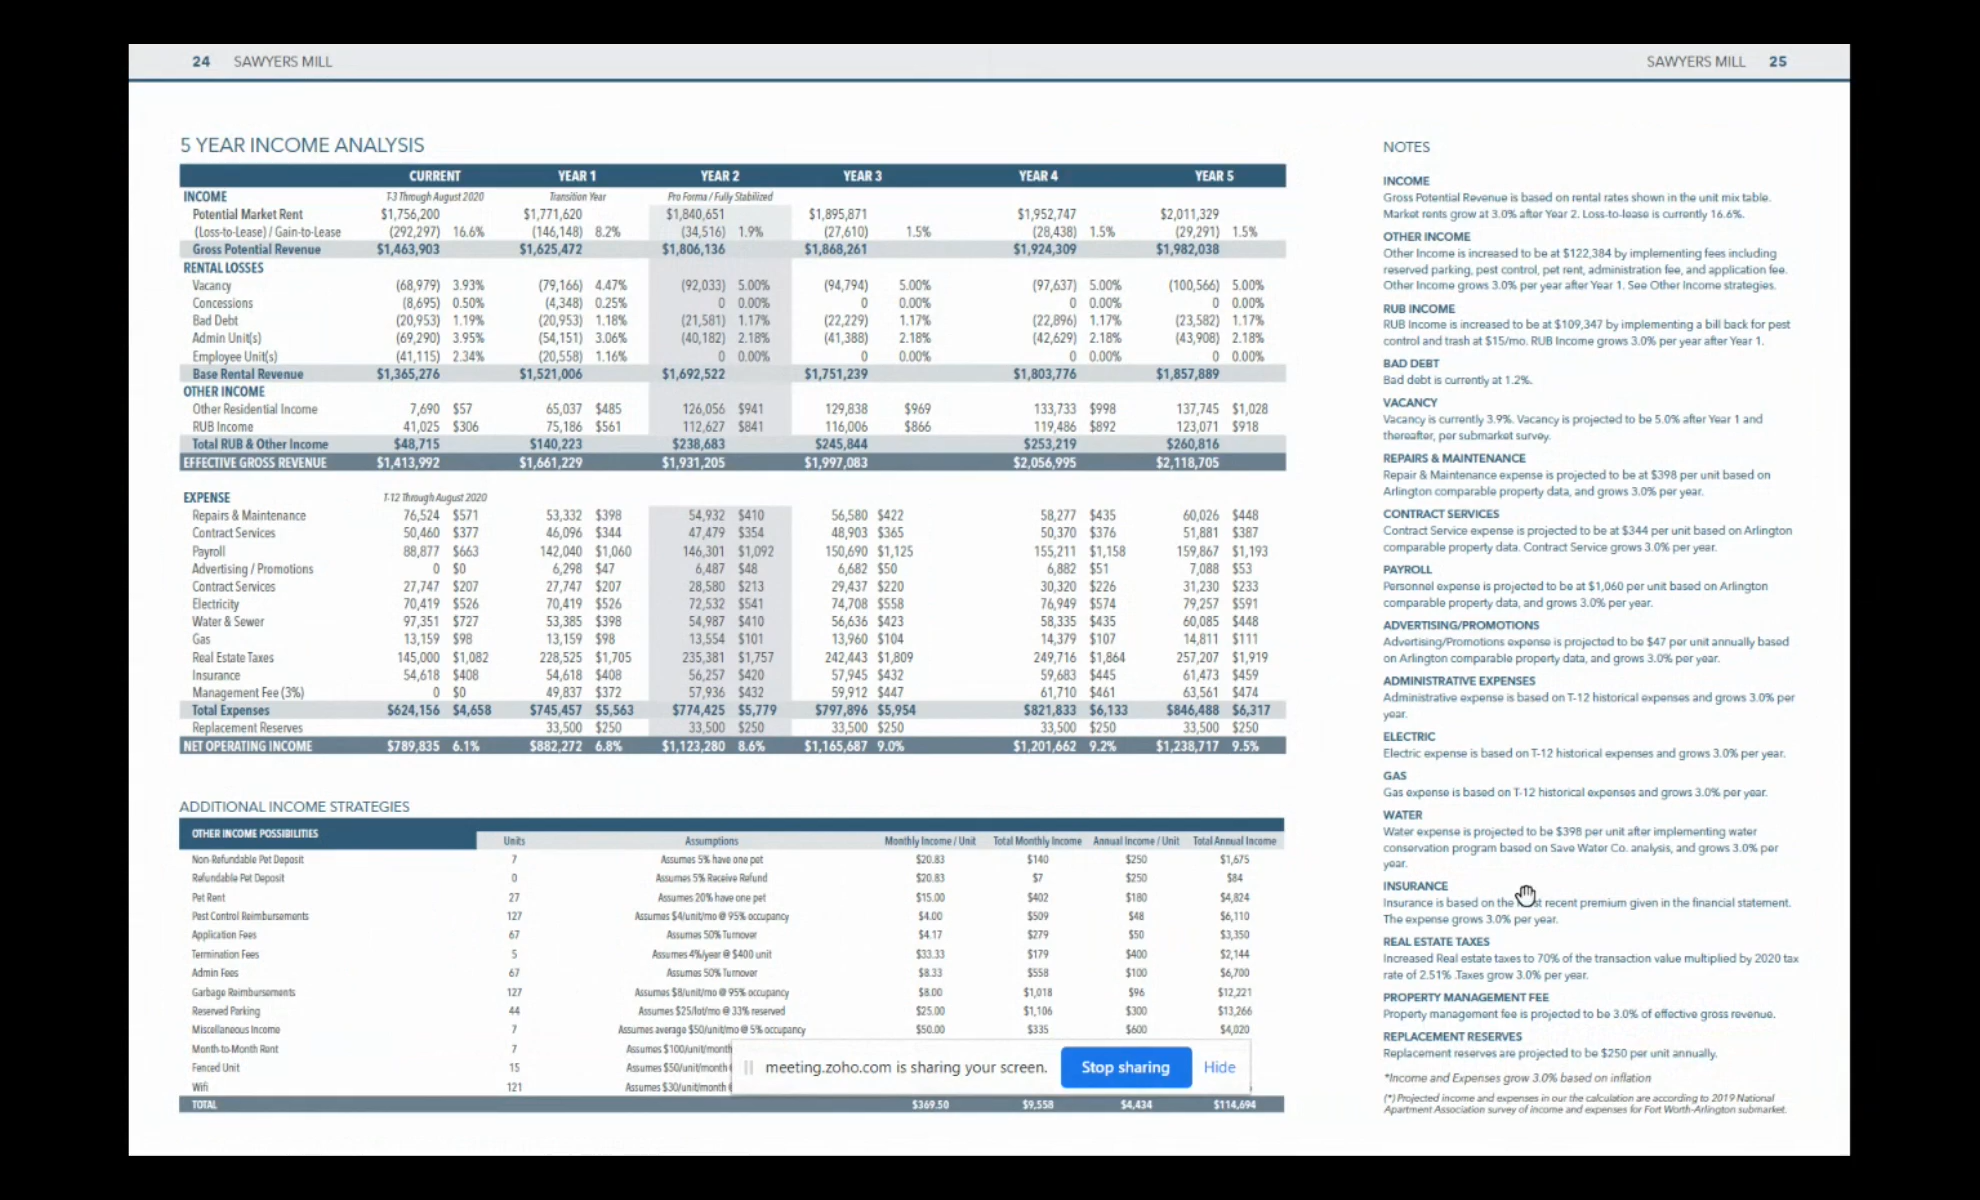 24 SAWYERS MILL
SAWYERS MILL 25
5 YEAR INCOME ANALYSIS
CURRENT YEAR 1 YEAR 2 YEAR 3 YEAR 4 YEAR 5
INCOME T-3 Through August 2020 Transition Year Pro Forma / Fully Stabilized
Potential Market Rent $1,756,200 $1,771,620 $1,840,651 $1,895,871 $1,952,747 $2,011,329
(Loss-to-Lease) / Gain-to-Lease (292,297) 16.6% (146,148) 8.2% (34,516) 1.9% (27,610) 1.5% (28,438) 1.5% (29,291) 1.5%
Gross Potential Revenue $1,463,903 $1,625,472 $1,806,136 $1,868,261 $1,924,309 $1,982,038
RENTAL LOSSES
Vacancy (68,979) 3.93% (79,166) 4.47% (92,033) 5.00% (94,794) 5.00% (97,637) 5.00% (100,566) 5.00%
Concessions (8,695) 0.50% (4,348) 0.25% 0 0.00% 0 0.00% 0 0.00% 0 0.00%
Bad Debt (20,953) 1.19% (20,953) 1.18% (21,581) 1.17% (22,229) 1.17% (22,896) 1.17% (23,582) 1.17%
Admin Unit(s) (69,290) 3.95% (54,151) 3.06% (40,182) 2.18% (41,388) 2.18% (42,629) 2.18% (43,908) 2.18%
Employee Unit(s) (41,115) 2.34% (20,558) 1.16% 0 0.00% 0 0.00% 0 0.00% 0 0.00%
Base Rental Revenue $1,365,276 $1,521,006 $1,692,522 $1,751,239 $1,803,776 $1,857,889
OTHER INCOME
Other Residential Income 7,690 $57 65,037 $485 126,056 $941 129,838 $969 133,733 $998 137,745 $1,028
RUB Income 41,025 $306 75,186 $561 112,627 $841 116,006 $866 119,486 $892 123,071 $918
Total RUB & Other Income $48,715 $140,223 $238,683 $245,844 $253,219 $260,816
EFFECTIVE GROSS REVENUE $1,413,992 $1,661,229 $1,931,205 $1,997,083 $2,056,995 $2,118,705
EXPENSE T-12 Through August 2020
Repairs & Maintenance 76,524 $571 53,332 $398 54,932 $410 56,580 $422 58,277 $435 60,026 $448
Contract Services 50,460 $377 46,096 $344 47,479 $354 48,903 $365 50,370 $376 51,881 $387
Payroll 88,877 $663 142,040 $1,060 146,301 $1,092 150,690 $1,125 155,211 $1,158 159,867 $1,193
Advertising / Promotions 0 $0 6,298 $47 6,487 $48 6,682 $50 6,882 $51 7,088 $53
Contract Services 27,747 $207 27,747 $207 28,580 $213 29,437 $220 30,320 $226 31,230 $233
Electricity 70,419 $526 70,419 $526 72,532 $541 74,708 $558 76,949 $574 79,257 $591
Water & Sewer 97,351 $727 53,385 $398 54,987 $410 56,636 $423 58,335 $435 60,085 $448
Gas 13,159 $98 13,159 $98 13,554 $101 13,960 $104 14,379 $107 14,811 $111
Real Estate Taxes 145,000 $1,082 228,525 $1,705 235,381 $1,757 242,443 $1,809 249,716 $1,864 257,207 $1,919
Insurance 54,618 $408 54,618 $408 56,257 $420 57,945 $432 59,683 $445 61,473 $459
Management Fee (3%) 0 $0 49,837 $372 57,936 $432 59,912 $447 61,710 $461 63,561 $474
Total Expenses $624,156 $4,658 $745,457 $5,563 $774,425 $5,779 $797,896 $5,954 $821,833 $6,133 $846,488 $6,317
Replacement Reserves 33,500 $250 33,500 $250 33,500 $250 33,500 $250 33,500 $250
NET OPERATING INCOME $789,835 6.1% $882,272 6.8% $1,123,280 8.6% $1,165,687 9.0% $1,201,662 9.2% $1,238,717 9.5%
ADDITIONAL INCOME STRATEGIES
OTHER INCOME POSSIBILITIES
Units Assumptions Monthly Income / Unit Total Monthly Income Annual Income / Unit Total Annual Income
Non-Refundable Pet Deposit 7 Assumes 5% have one pet $20.83 $140 $250 $1,675
Refundable Pet Deposit 0 Assumes 5% Receive Refund $20.83 $7 $250 $84
Pet Rent 27 Assumes 20% have one pet $15.00 $402 $180 $4,824
Pest Control Reimbursements 127 Assumes $4/unit/mo @ 95% occupancy $4.00 $509 $48 $6,110
Application Fees 67 Assumes 50% Turnover $4.17 $279 $50 $3,350
Termination Fees 5 Assumes 4%/year @ $400 unit $33.33 $179 $400 $2,144
Admin Fees 67 Assumes 50% Turnover $8.33 $558 $100 $6,700
Garbage Reimbursements 127 Assumes $8/unit/mo @ 95% occupancy $8.00 $1,018 $96 $12,221
Reserved Parking 44 Assumes $25/lot/mo @ 33% reserved $25.00 $1,106 $300 $13,266
Miscellaneous Income 7 Assumes average $50/unit/mo @ 5% occupancy $50.00 $335 $600 $4,020
Month-to-Month Rent 7 Assumes $100/unit/month
Fenced Unit 15 Assumes $50/unit/month
Wifi 121 Assumes $30/unit/month
TOTAL $369.50 $9,558 $4,434 $114,694
meeting.zoho.com is sharing your screen. Stop sharing Hide
NOTES
INCOME
Gross Potential Revenue is based on rental rates shown in the unit mix table.
Market rents grow at 3.0% after Year 2. Loss-to-lease is currently 16.6%.
OTHER INCOME
Other Income is increased to be at $122,384 by implementing fees including
reserved parking, pest control, pet rent, administration fee, and application fee.
Other Income grows 3.0% per year after Year 1. See Other Income strategies.
RUB INCOME
RUB Income is increased to be at $109,347 by implementing a bill back for pest
control and trash at $15/mo. RUB Income grows 3.0% per year after Year 1.
BAD DEBT
Bad debt is currently at 1.2%.
VACANCY
Vacancy is currently 3.9%. Vacancy is projected to be 5.0% after Year 1 and
thereafter, per submarket survey.
REPAIRS & MAINTENANCE
Repair & Maintenance expense is projected to be at $398 per unit based on
Arlington comparable property data, and grows 3.0% per year.
CONTRACT SERVICES
Contract Service expense is projected to be at $344 per unit based on Arlington
comparable property data. Contract Service grows 3.0% per year.
PAYROLL
Personnel expense is projected to be at $1,060 per unit based on Arlington
comparable property data, and grows 3.0% per year.
ADVERTISING/PROMOTIONS
Advertising/Promotions expense is projected to be $47 per unit annually based
on Arlington comparable property data, and grows 3.0% per year.
ADMINISTRATIVE EXPENSES
Administrative expense is based on T-12 historical expenses and grows 3.0% per
year.
ELECTRIC
Electric expense is based on T-12 historical expenses and grows 3.0% per year.
GAS
Gas expense is based on T-12 historical expenses and grows 3.0% per year.
WATER
Water expense is projected to be $398 per unit after implementing water
conservation program based on Save Water Co. analysis, and grows 3.0% per
year.
INSURANCE
Insurance is based on the recent premium given in the financial statement.
The expense grows 3.0% per year.
REAL ESTATE TAXES
Increased Real estate taxes to 70% of the transaction value multiplied by 2020 tax
rate of 2.51% .Taxes grow 3.0% per year.
PROPERTY MANAGEMENT FEE
Property management fee is projected to be 3.0% of effective gross revenue.
REPLACEMENT RESERVES
Replacement reserves are projected to be $250 per unit annually.
*Income and Expenses grow 3.0% based on inflation
(*) Projected income and expenses in our the calculation are according to 2019 National
Apartment Association survey of income and expenses for Fort Worth-Arlington submarket.